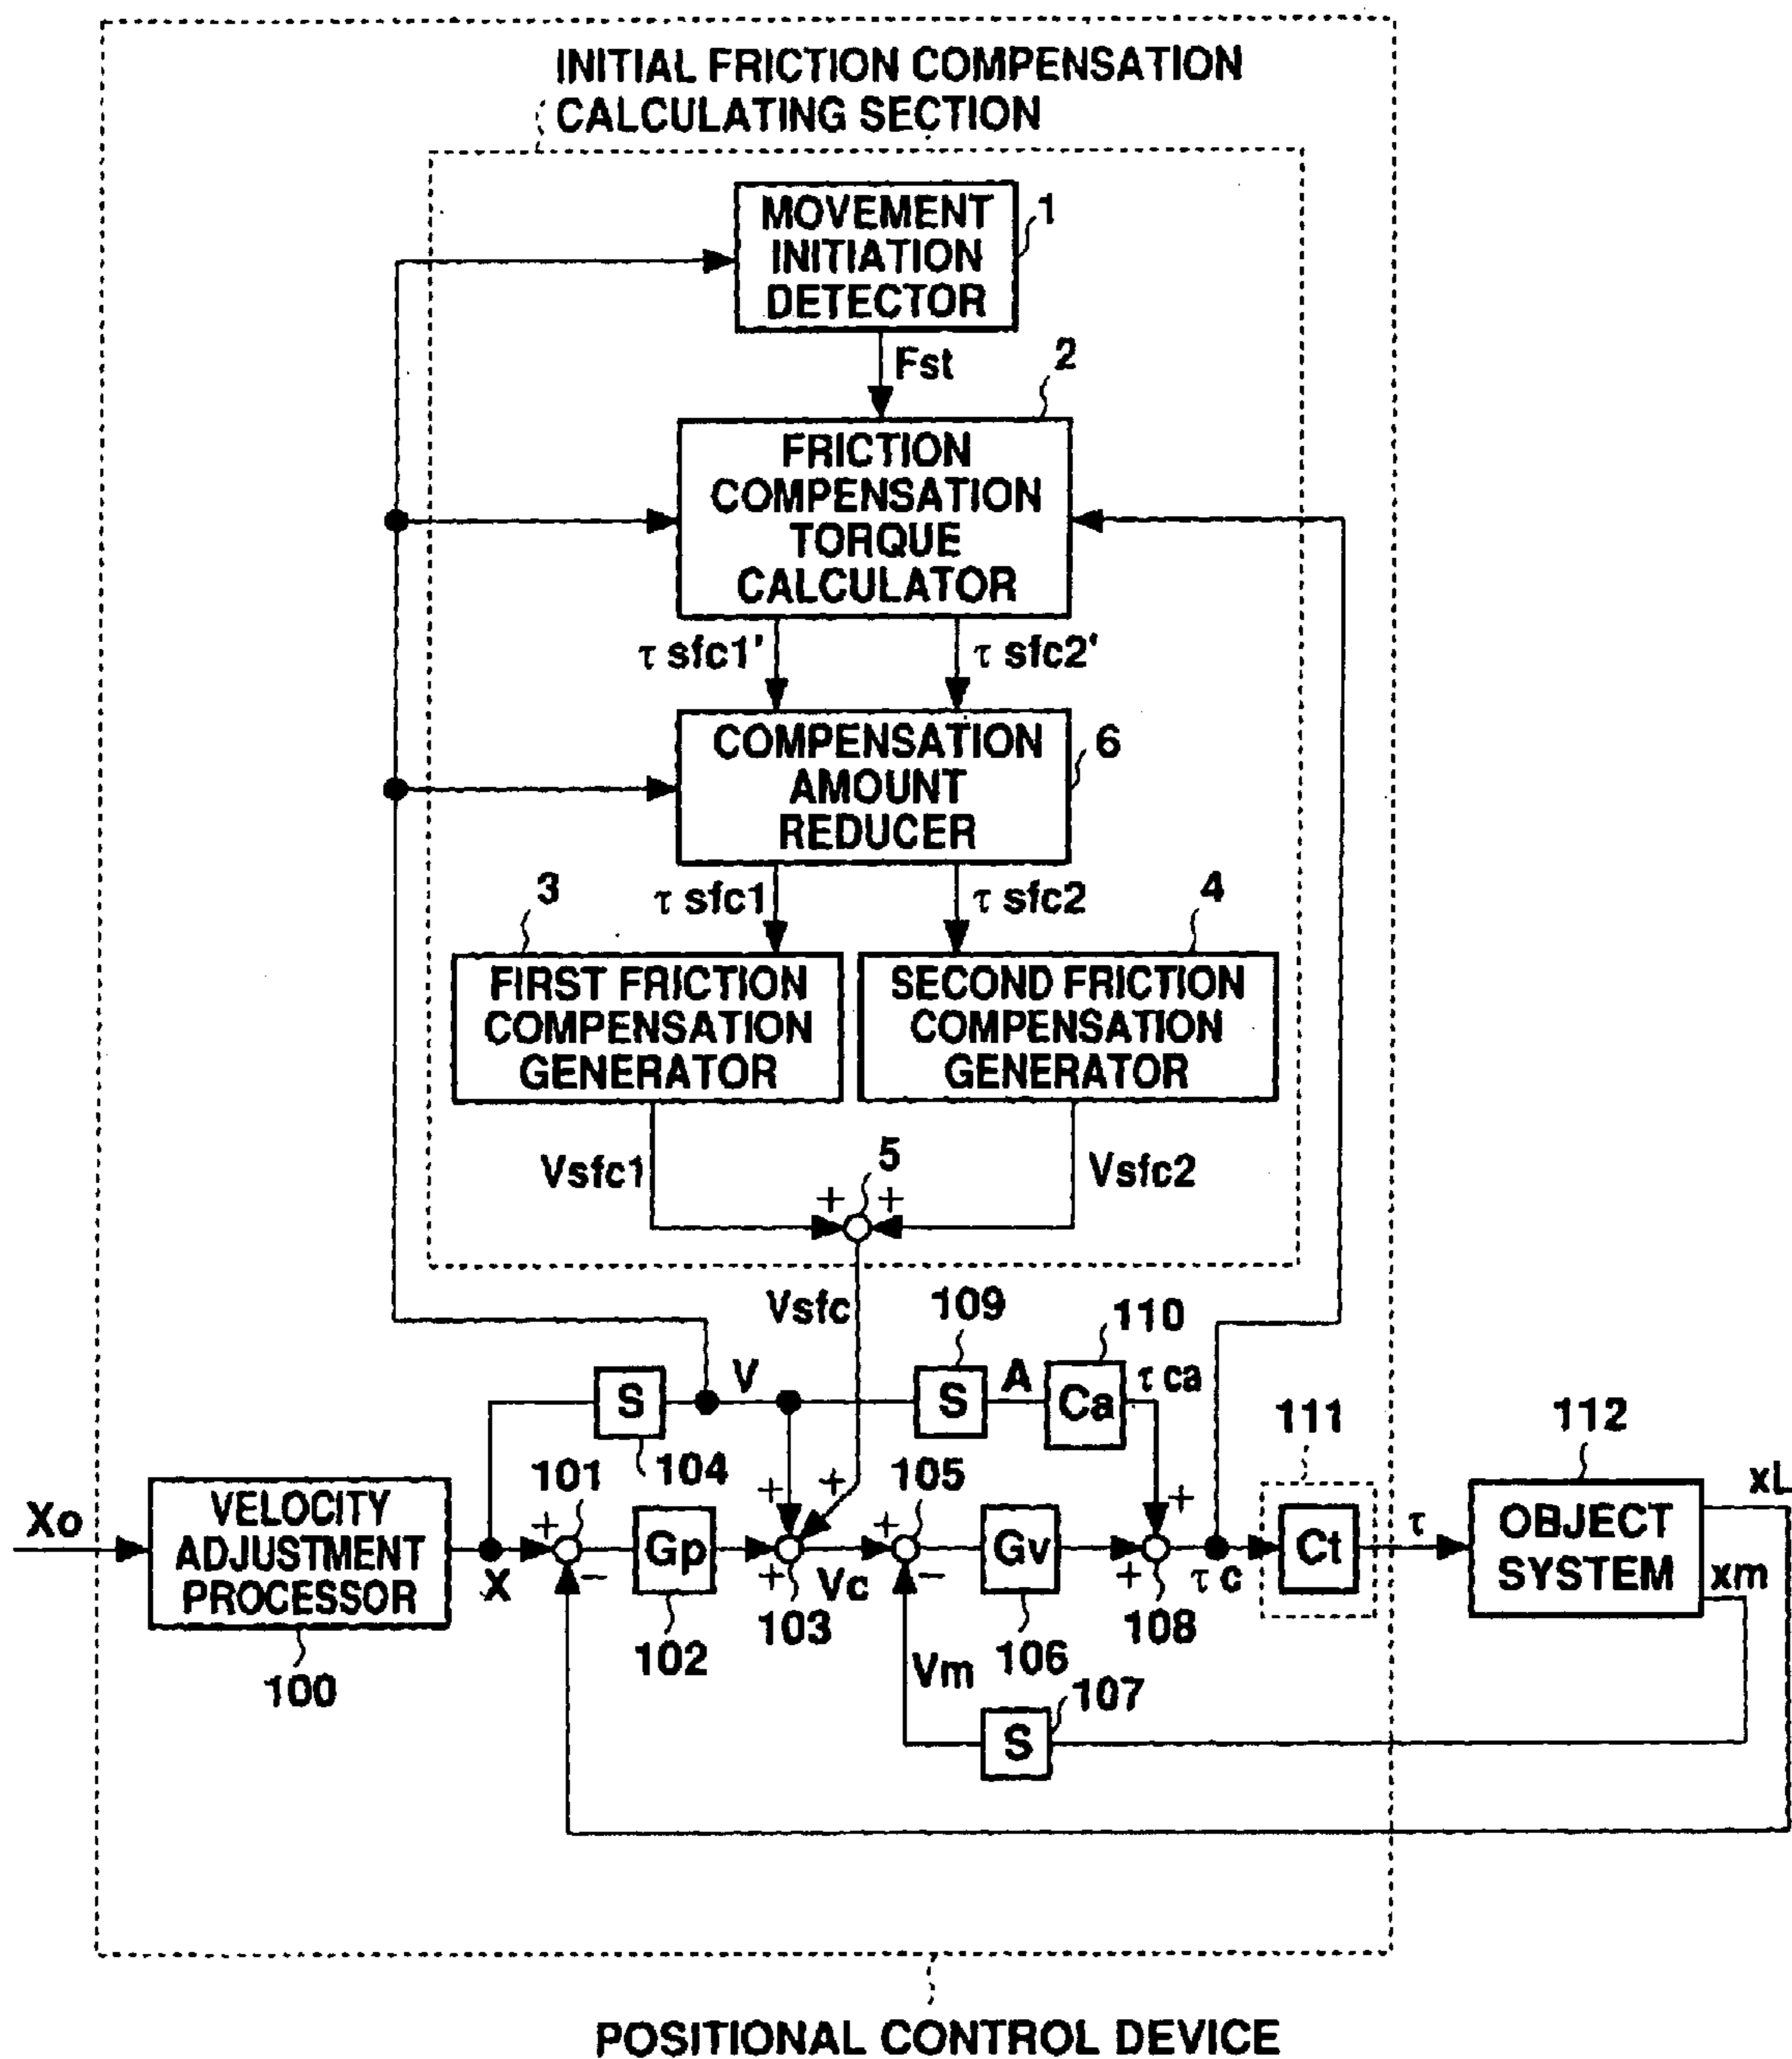 INITIAL FRICTION COMPENSATION
CALCULATING SECTION
MOVEMENT
INITIATION
DETECTOR
1
Fst
2
FRICTION
COMPENSATION
TORQUE
CALCULATOR
τ sfc1'
τ sfc2'
COMPENSATION
AMOUNT
REDUCER
6
τ sfc1
τ sfc2
3
4
FIRST FRICTION
COMPENSATION
GENERATOR
SECOND FRICTION
COMPENSATION
GENERATOR
Vsfc1
5
Vsfc2
+ +
Vsfc
109
110
S
V
S
A
Ca
τ ca
104
111
112
Xo
VELOCITY
ADJUSTMENT
PROCESSOR
100
X
101
+
−
Gp
102
+
+
+
103
Vc
105
+
−
Gv
106
+
+
108
τ c
Ct
τ
OBJECT
SYSTEM
xL
xm
Vm
S
107
POSITIONAL CONTROL DEVICE